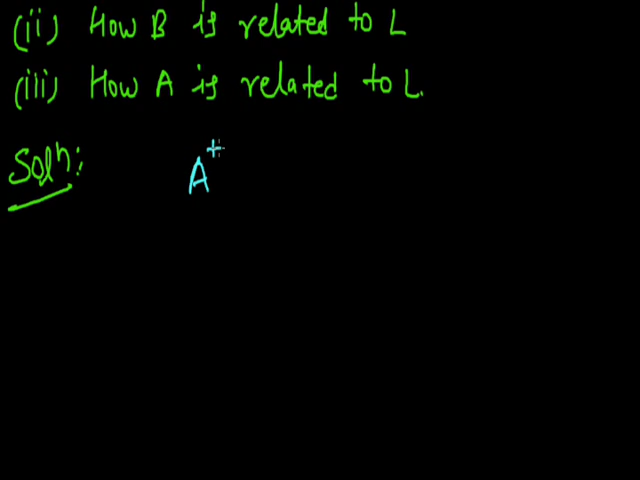 (ii) How B is related to L
(iii) How A is related to L.
Solⁿ:
A⁺